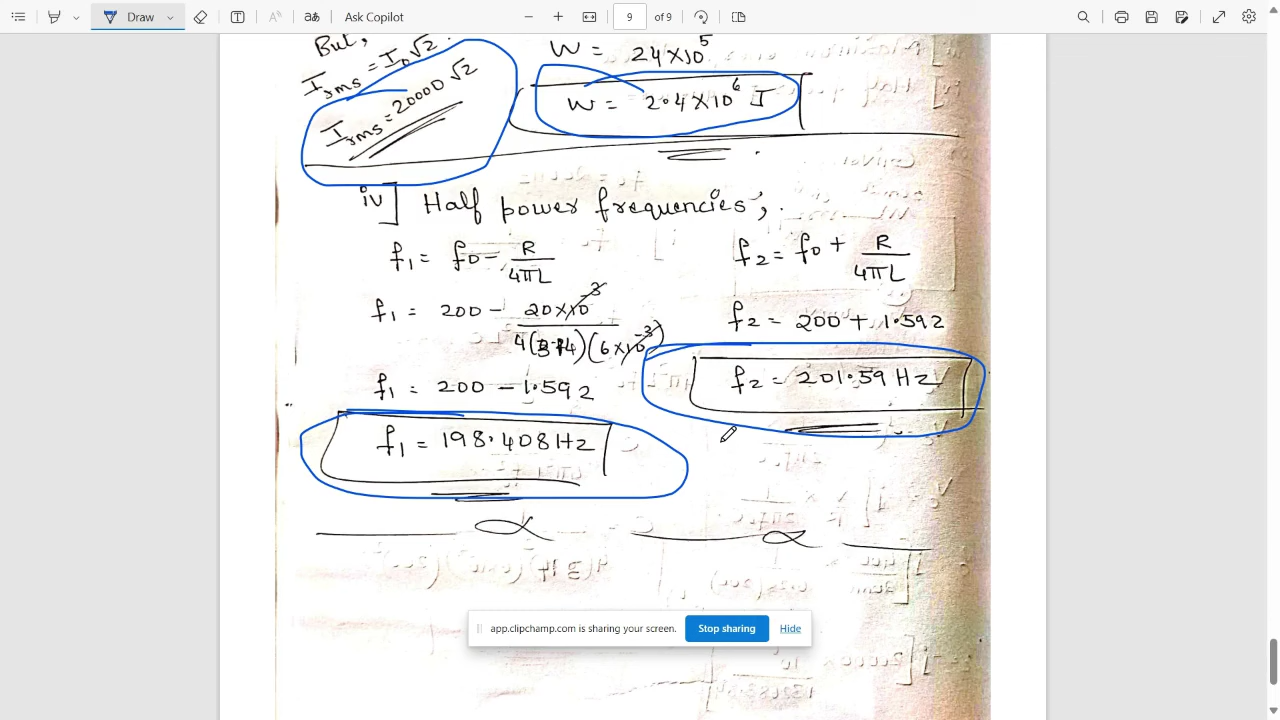 Draw
Ask Copilot
9 of 9
But,
Irms = I0√2.
Irms = 20000√2
W = 24×10^5
W = 2.4×10^6 J
iv] Half power frequencies,
f1 = f0 - R/4πL
f1 = 200 - 20×10^-3/4(3.14)(6×10^-3)
f1 = 200 - 1.592
f1 = 198.408 Hz
f2 = f0 + R/4πL
f2 = 200 + 1.592
f2 = 201.59 Hz
app.clipchamp.com is sharing your screen. Stop sharing Hide